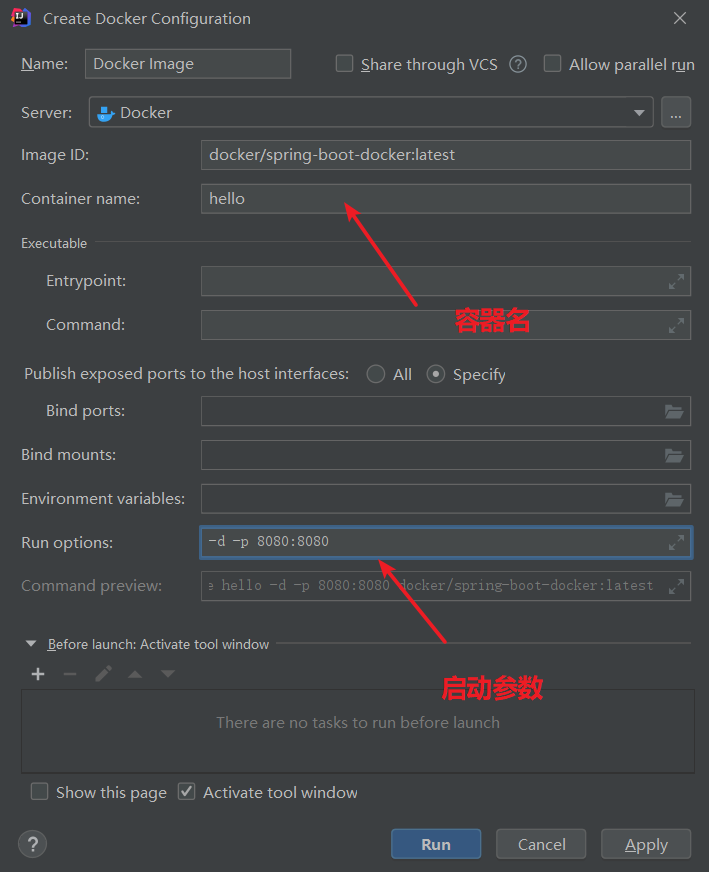 Create Docker Configuration
Name: Docker Image Share through VCS ? Allow parallel run
Server: Docker ...
Image ID: docker/spring-boot-docker:latest
Container name: hello
Executable
Entrypoint:
容器名
Command:
Publish exposed ports to the host interfaces: All Specify
Bind ports:
Bind mounts:
Environment variables:
Run options: -d -p 8080:8080
Command preview: e hello -d -p 8080:8080 docker/spring-boot-docker:latest
Before launch: Activate tool window
启动参数
There are no tasks to run before launch
Show this page Activate tool window
? Run Cancel Apply